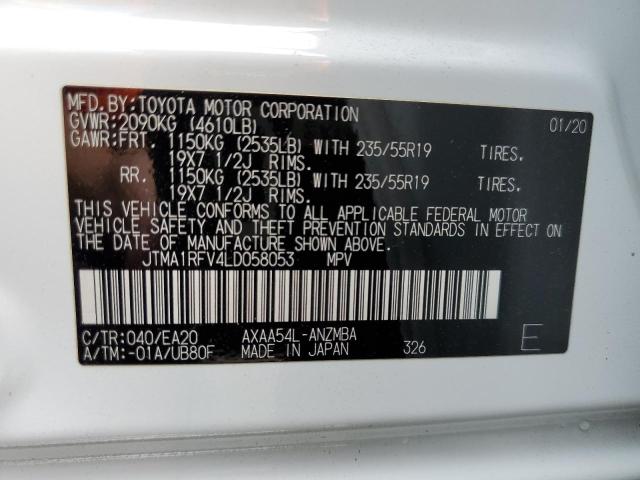 MFD.BY:TOYOTA MOTOR CORPORATION 01/20
GVWR:2090KG (4610LB)
GAWR:FRT. 1150KG (2535LB) WITH 235/55R19 TIRES.
19X7 1/2J RIMS.
RR. 1150KG (2535LB) WITH 235/55R19 TIRES.
19X7 1/2J RIMS.
THIS VEHICLE CONFORMS TO ALL APPLICABLE FEDERAL MOTOR
VEHICLE SAFETY AND THEFT PREVENTION STANDARDS IN EFFECT ON
THE DATE OF MANUFACTURE SHOWN ABOVE.
JTMA1RFV4LD058053 MPV
C/TR:040/EA20 AXAA54L-ANZMBA E
A/TM:-01A/UB80F MADE IN JAPAN 326